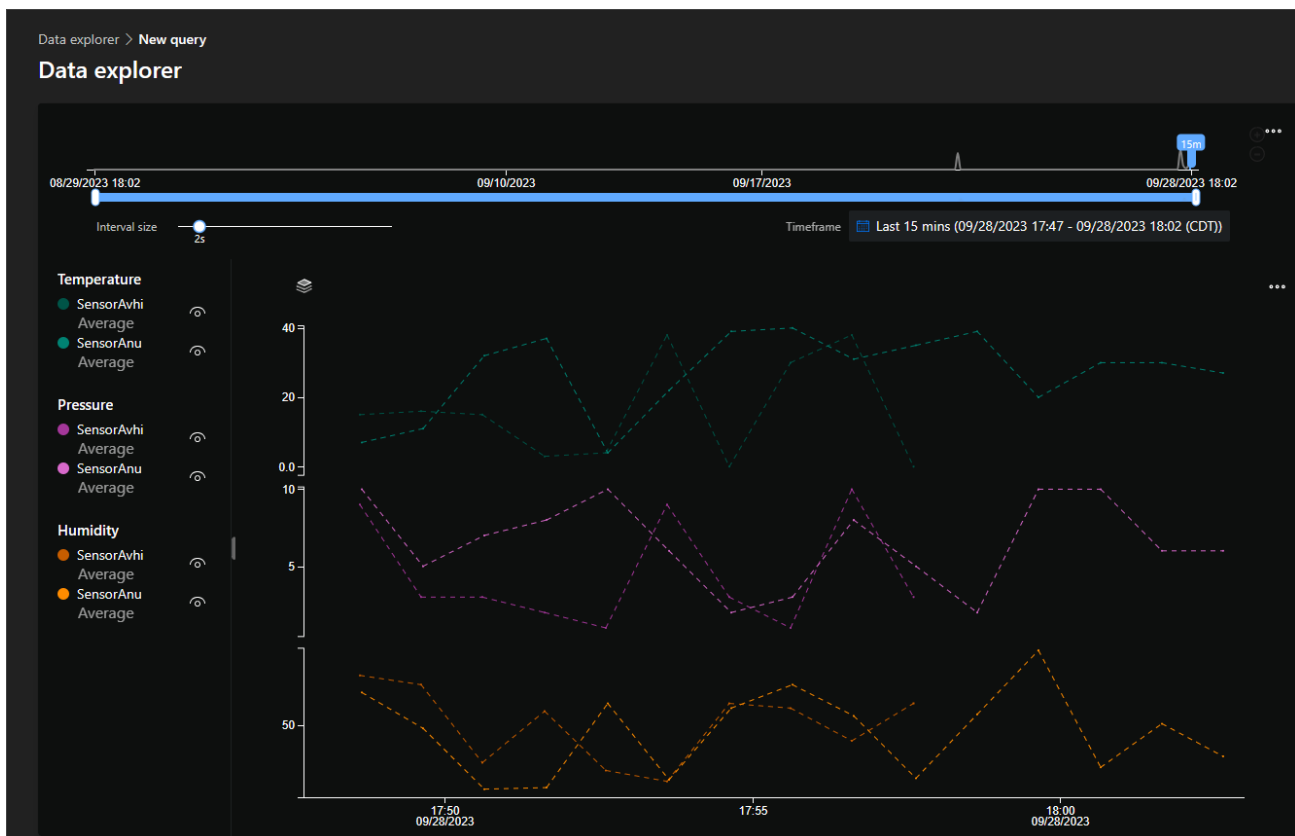 Data explorer > New query
Data explorer
15m
08/29/2023 18:02
09/10/2023
09/17/2023
09/28/2023 18:02
Interval size
2s
Timeframe
Last 15 mins (09/28/2023 17:47 - 09/28/2023 18:02 (CDT))
Temperature
SensorAvhi
Average
SensorAnu
Average
Pressure
SensorAvhi
Average
SensorAnu
Average
Humidity
SensorAvhi
Average
SensorAnu
Average
40
20
0.0
10
5
50
17:50
09/28/2023
17:55
18:00
09/28/2023